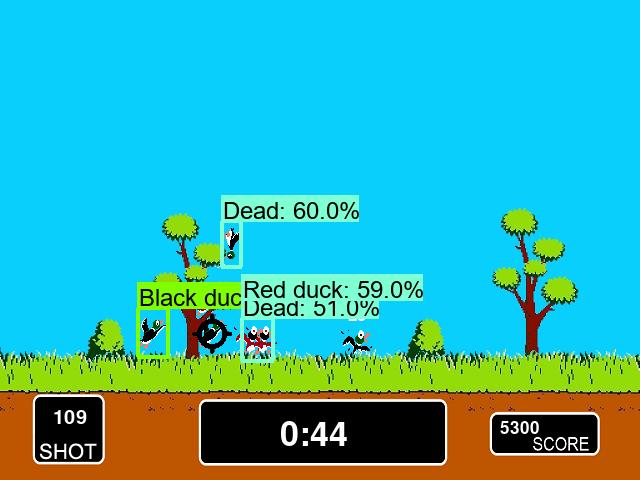 Dead: 60.0%
Black duc
Red duck: 59.0%
Dead: 51.0%
109
SHOT
0:44
5300
SCORE